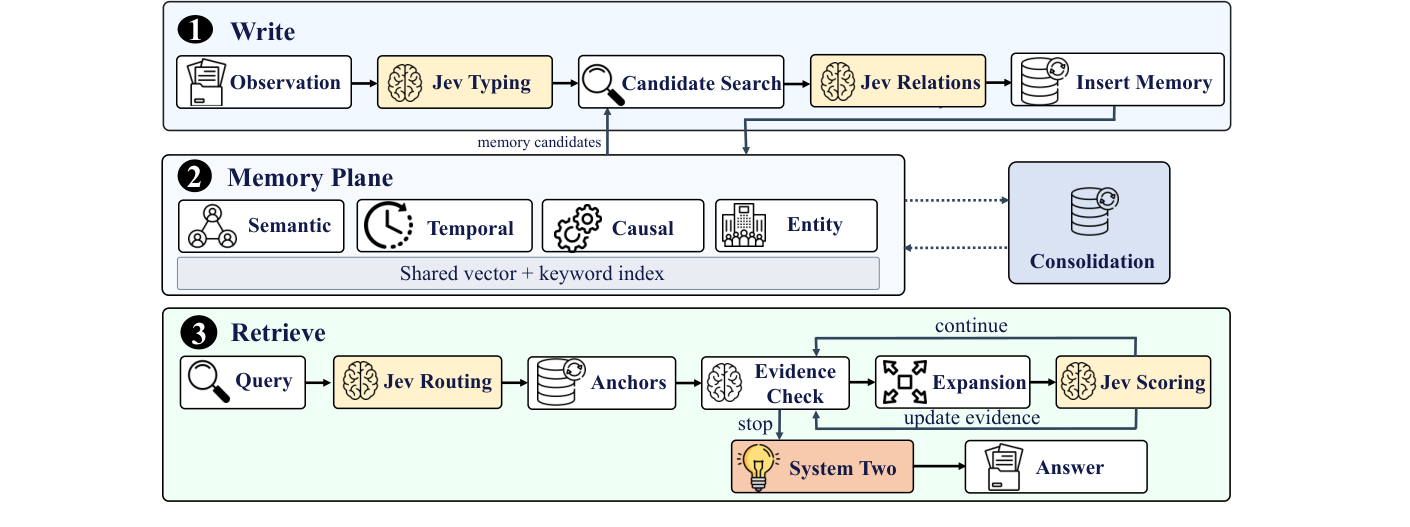 1 Write
Observation
Jev Typing
Candidate Search
Jev Relations
Insert Memory
memory candidates
2 Memory Plane
Semantic
Temporal
Causal
Entity
Shared vector + keyword index
Consolidation
3 Retrieve
continue
Query
Jev Routing
Anchors
Evidence
Check
Expansion
Jev Scoring
stop
update evidence
System Two
Answer